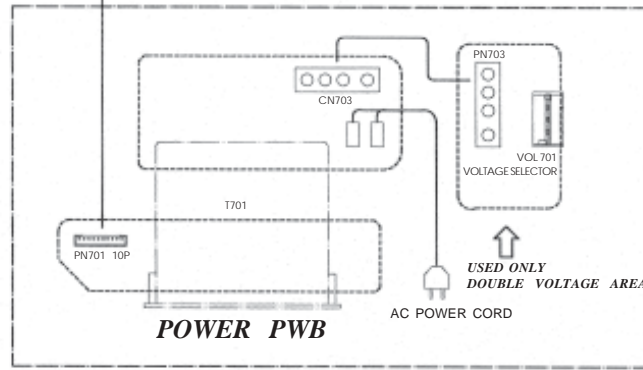 PN703
CN703
VOL 701
VOLTAGE SELECTOR
T701
PN701 10P
USED ONLY
DOUBLE VOLTAGE AREA
AC POWER CORD
POWER PWB